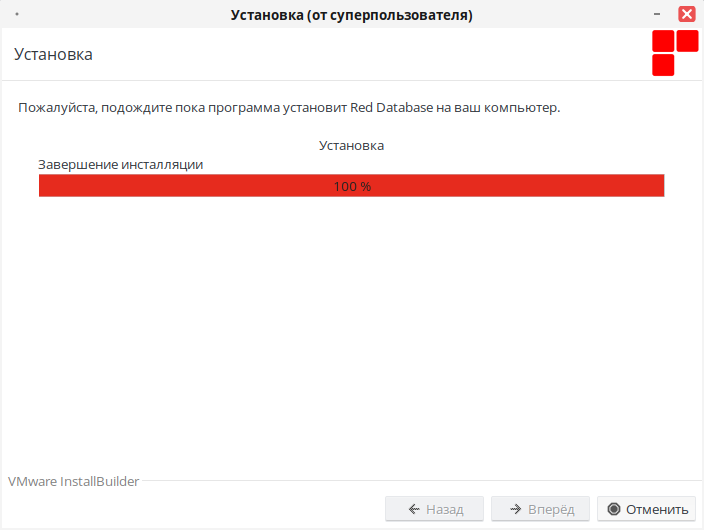 Установка (от суперпользователя)
Установка
Пожалуйста, подождите пока программа установит Red Database на ваш компьютер.
Установка
Завершение инсталляции
100 %
VMware InstallBuilder
Назад
Вперёд
Отменить